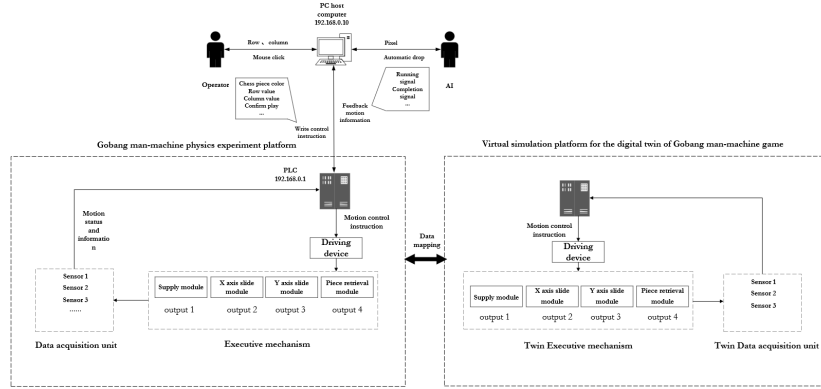 PC host
computer
192.168.0.10
Row 、 column
Mouse click
Pixel
Automatic drop
Operator
AI
Chess piece color
Row value
Column value
Confirm play
...
Running
signal
Completion
signal
...
Write control
instruction
Feedback
motion
information
Gobang man-machine physics experiment platform
PLC
192.168.0.1
Motion
status
and
informatio
n
Motion control
instruction
Driving
device
Sensor 1
Sensor 2
Sensor 3
......
Supply module
X axis slide
module
Y axis slide
module
Piece retrieval
module
output 1
output 2
output 3
output 4
Data acquisition unit
Executive mechanism
Data
mapping
Virtual simulation platform for the digital twin of Gobang man-machine game
Motion control
instruction
Driving
device
Supply module
X axis slide
module
Y axis slide
module
Piece retrieval
module
output 1
output 2
output 3
output 4
Sensor 1
Sensor 2
Sensor 3
Twin Executive mechanism
Twin Data acquisition unit